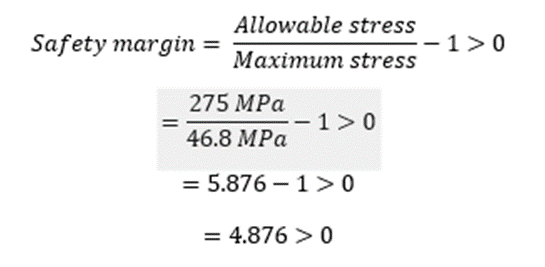 Safety margin = Allowable stress / Maximum stress − 1 > 0
= 275 MPa / 46.8 MPa − 1 > 0
= 5.876 − 1 > 0
= 4.876 > 0